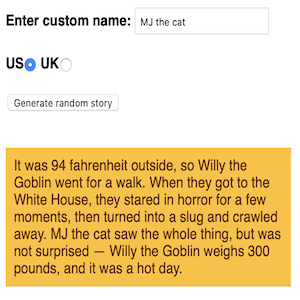 Enter custom name: MJ the cat
US UK
Generate random story
It was 94 fahrenheit outside, so Willy the
Goblin went for a walk. When they got to the
White House, they stared in horror for a few
moments, then turned into a slug and crawled
away. MJ the cat saw the whole thing, but was
not surprised — Willy the Goblin weighs 300
pounds, and it was a hot day.